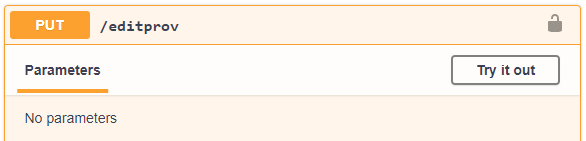 PUT /editprov
Parameters
Try it out
No parameters